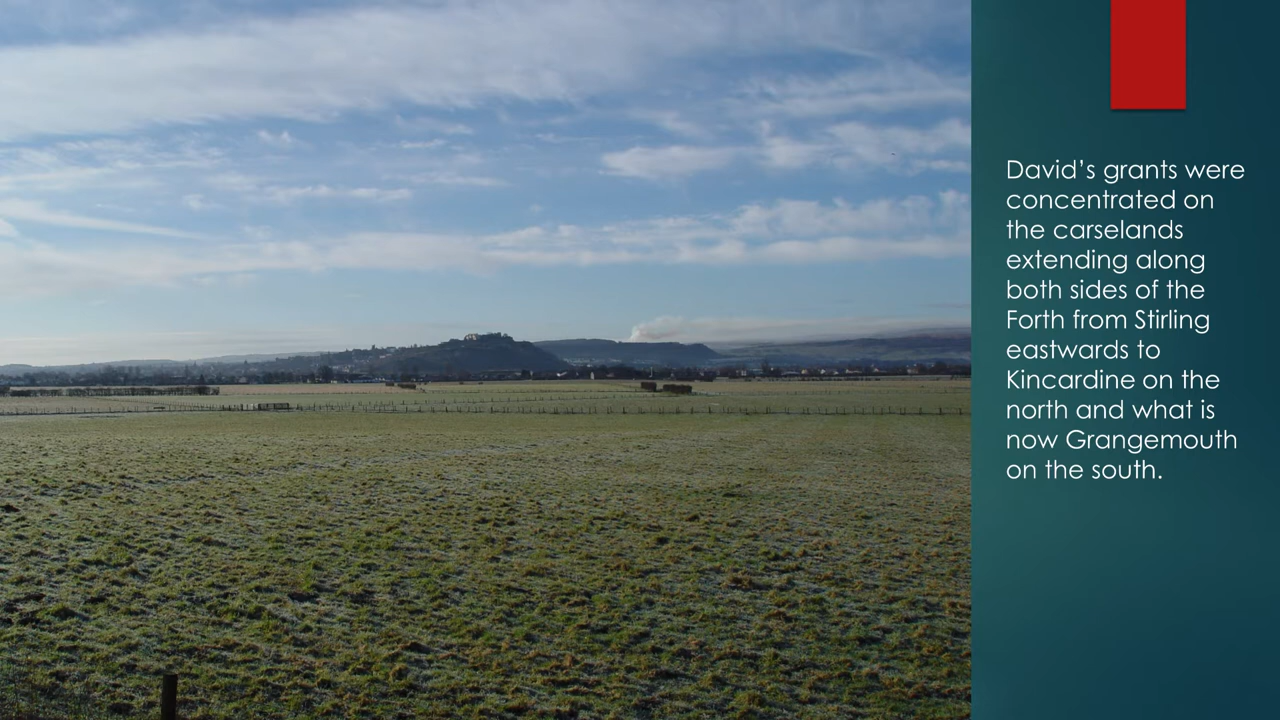 David’s grants were
concentrated on
the carselands
extending along
both sides of the
Forth from Stirling
eastwards to
Kincardine on the
north and what is
now Grangemouth
on the south.